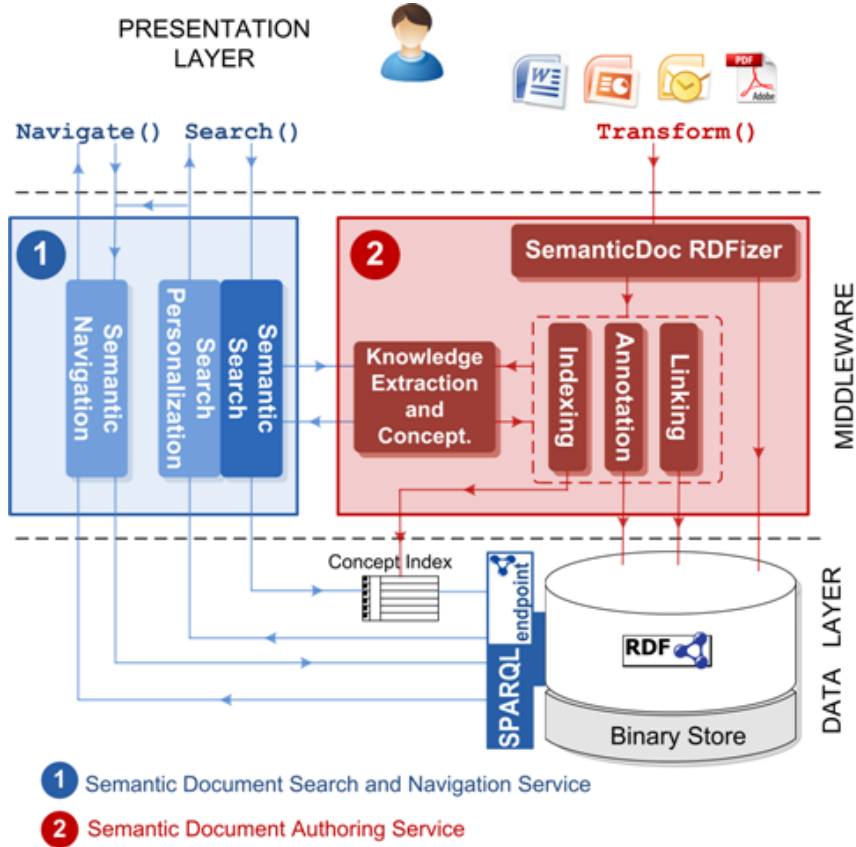 PRESENTATION
LAYER
W
PDF
Adobe
Navigate()
Search()
Transform()
1
2
SemanticDoc RDFizer
Semantic
Navigation
Search
Personalization
Semantic
Search
Knowledge
Extraction
and
Concept.
Indexing
Annotation
Linking
MIDDLEWARE
Concept Index
SPARQL endpoint
RDF
Binary Store
DATA LAYER
1 Semantic Document Search and Navigation Service
2 Semantic Document Authoring Service